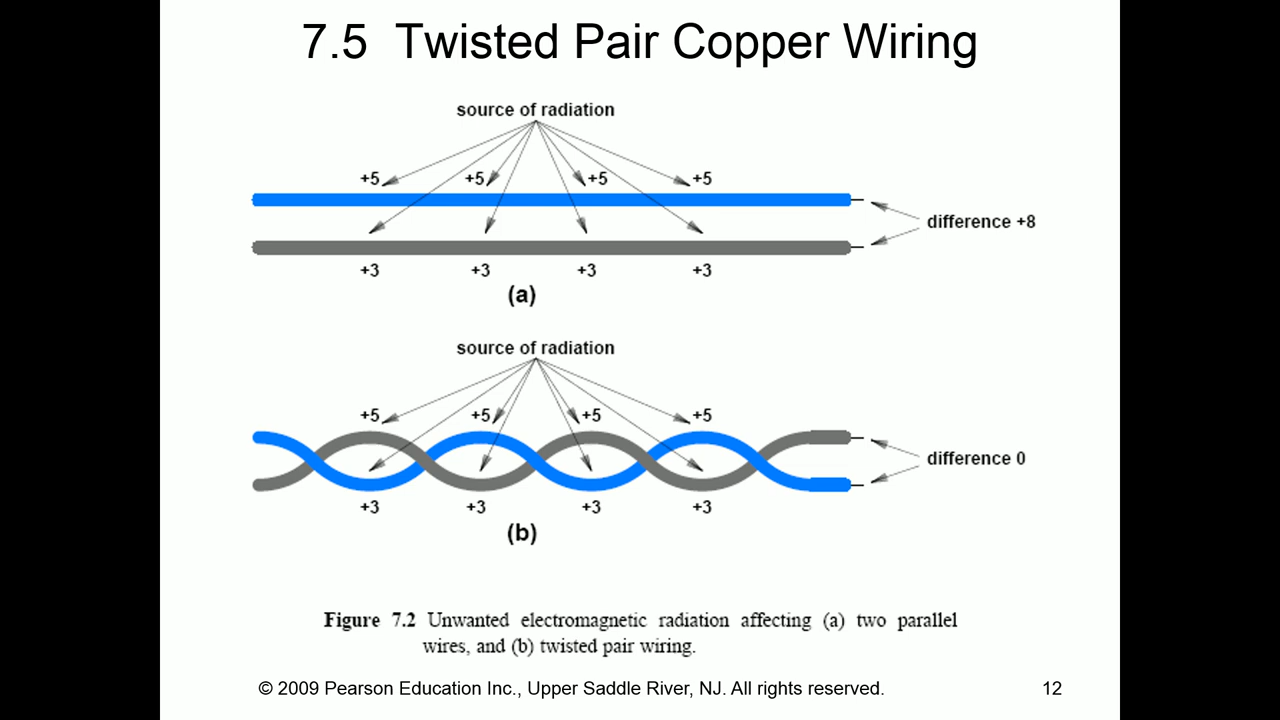 7.5 Twisted Pair Copper Wiring
source of radiation
+5 +5 +5 +5
difference +8
+3 +3 +3 +3
(a)
source of radiation
+5 +5 +5 +5
difference 0
+3 +3 +3 +3
(b)
Figure 7.2 Unwanted electromagnetic radiation affecting (a) two parallel
wires, and (b) twisted pair wiring.
© 2009 Pearson Education Inc., Upper Saddle River, NJ. All rights reserved. 12